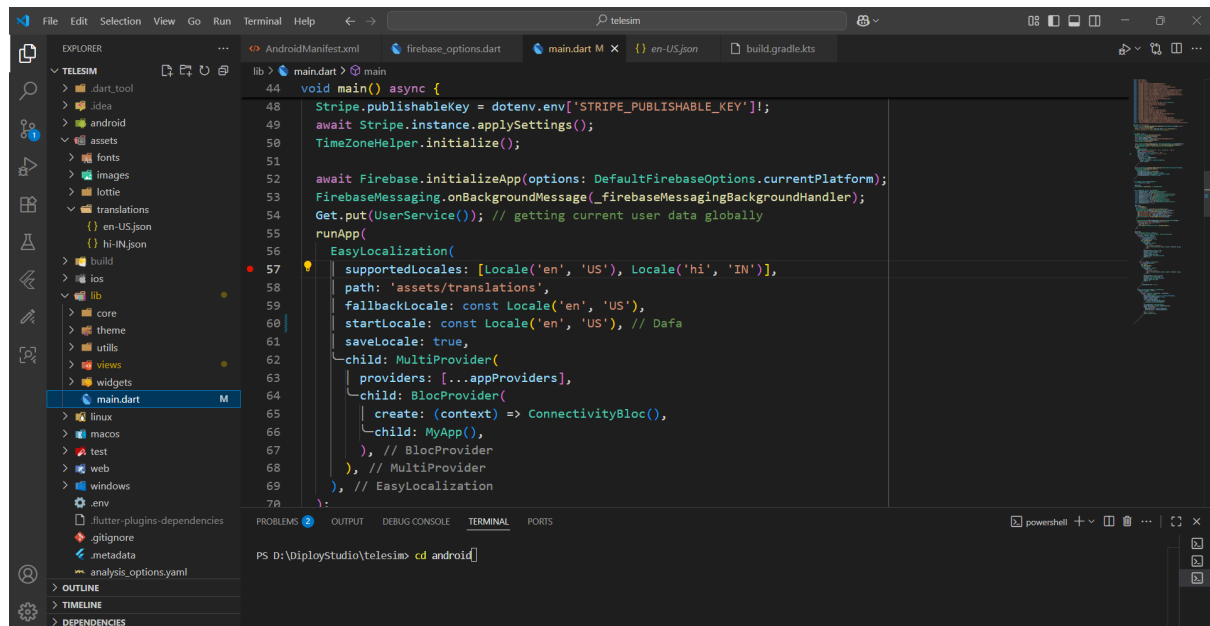 File Edit Selection View Go Run Terminal Help
telesim
EXPLORER
TELESIM
.dart_tool
.idea
android
assets
fonts
images
lottie
translations
{} en-US.json
{} hi-IN.json
build
ios
lib
core
theme
utills
views
widgets
main.dart M
linux
macos
test
web
windows
.env
.flutter-plugins-dependencies
.gitignore
.metadata
analysis_options.yaml
OUTLINE
TIMELINE
DEPENDENCIES
1
AndroidManifest.xml firebase_options.dart main.dart M {} en-US.json build.gradle.kts
lib > main.dart > main
44 void main() async {
48 Stripe.publishableKey = dotenv.env['STRIPE_PUBLISHABLE_KEY']!;
49 await Stripe.instance.applySettings();
50 TimeZoneHelper.initialize();
51
52 await Firebase.initializeApp(options: DefaultFirebaseOptions.currentPlatform);
53 FirebaseMessaging.onBackgroundMessage(_firebaseMessagingBackgroundHandler);
54 Get.put(UserService()); // getting current user data globally
55 runApp(
56 EasyLocalization(
57 supportedLocales: [Locale('en', 'US'), Locale('hi', 'IN')],
58 path: 'assets/translations',
59 fallbackLocale: const Locale('en', 'US'),
60 startLocale: const Locale('en', 'US'), // Dafa
61 saveLocale: true,
62 child: MultiProvider(
63 providers: [...appProviders],
64 child: BlocProvider(
65 create: (context) => ConnectivityBloc(),
66 child: MyApp(),
67 ), // BlocProvider
68 ), // MultiProvider
69 ), // EasyLocalization
70 );
PROBLEMS 2 OUTPUT DEBUG CONSOLE TERMINAL PORTS
powershell
PS D:\DiployStudio\telesim> cd android